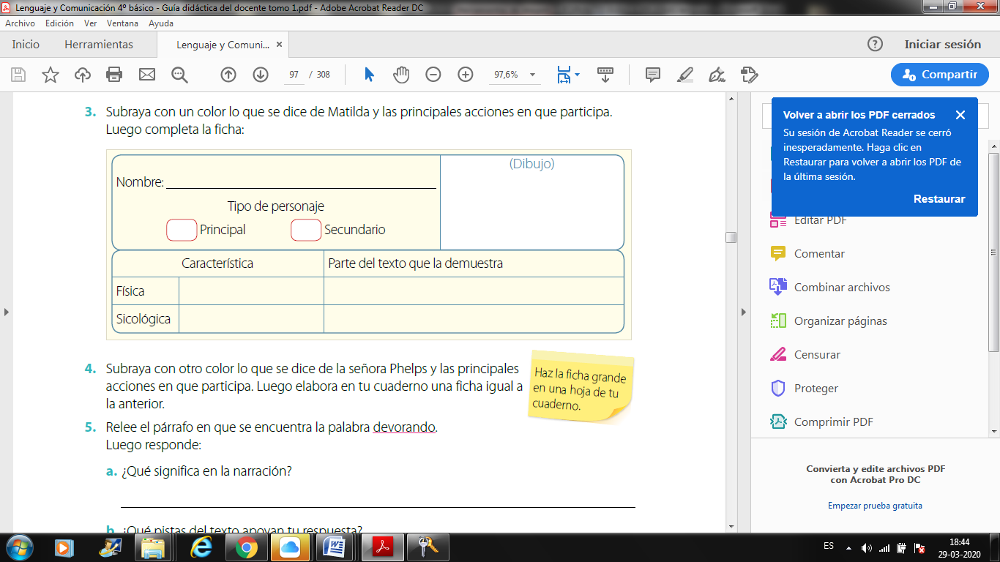 Lenguaje y Comunicación 4º básico - Guía didáctica del docente tomo 1.pdf - Adobe Acrobat Reader DC
Archivo Edición Ver Ventana Ayuda
Inicio Herramientas Lenguaje y Comuni... ×
Iniciar sesión
97 / 308
97,6%
Compartir
3. Subraya con un color lo que se dice de Matilda y las principales acciones en que participa.
Luego completa la ficha:
(Dibujo)
Nombre:
Tipo de personaje
Principal Secundario
Característica Parte del texto que la demuestra
Física
Sicológica
4. Subraya con otro color lo que se dice de la señora Phelps y las principales
acciones en que participa. Luego elabora en tu cuaderno una ficha igual a
la anterior.
Haz la ficha grande
en una hoja de tu
cuaderno.
5. Relee el párrafo en que se encuentra la palabra devorando.
Luego responde:
a. ¿Qué significa en la narración?
b. ¿Qué pistas del texto apoyan tu respuesta?
Volver a abrir los PDF cerrados
Su sesión de Acrobat Reader se cerró
inesperadamente. Haga clic en
Restaurar para volver a abrir los PDF de
la última sesión.
Restaurar
Editar PDF
Comentar
Combinar archivos
Organizar páginas
Censurar
Proteger
Comprimir PDF
Convierta y edite archivos PDF
con Acrobat Pro DC
Empezar prueba gratuita
ES
18:44
29-03-2020